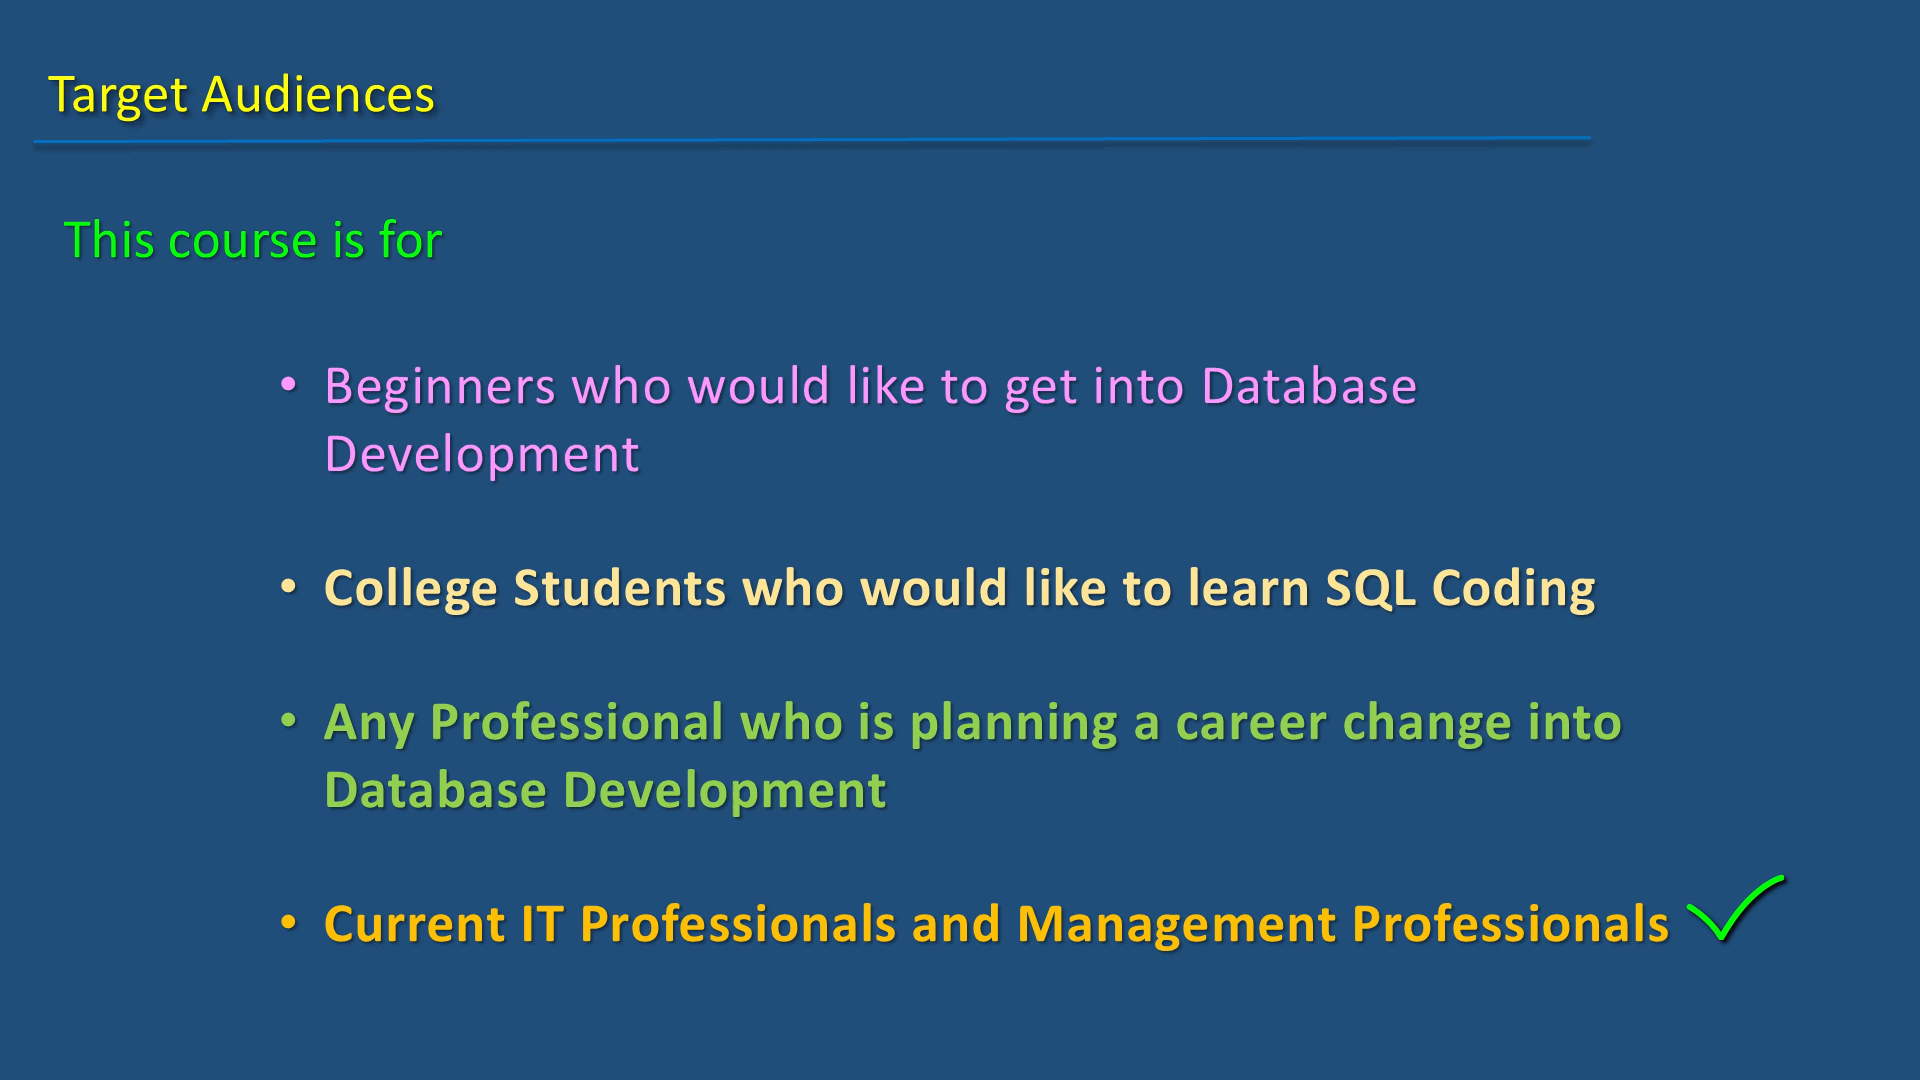 Target Audiences
This course is for
• Beginners who would like to get into Database
Development
• College Students who would like to learn SQL Coding
• Any Professional who is planning a career change into
Database Development
• Current IT Professionals and Management Professionals